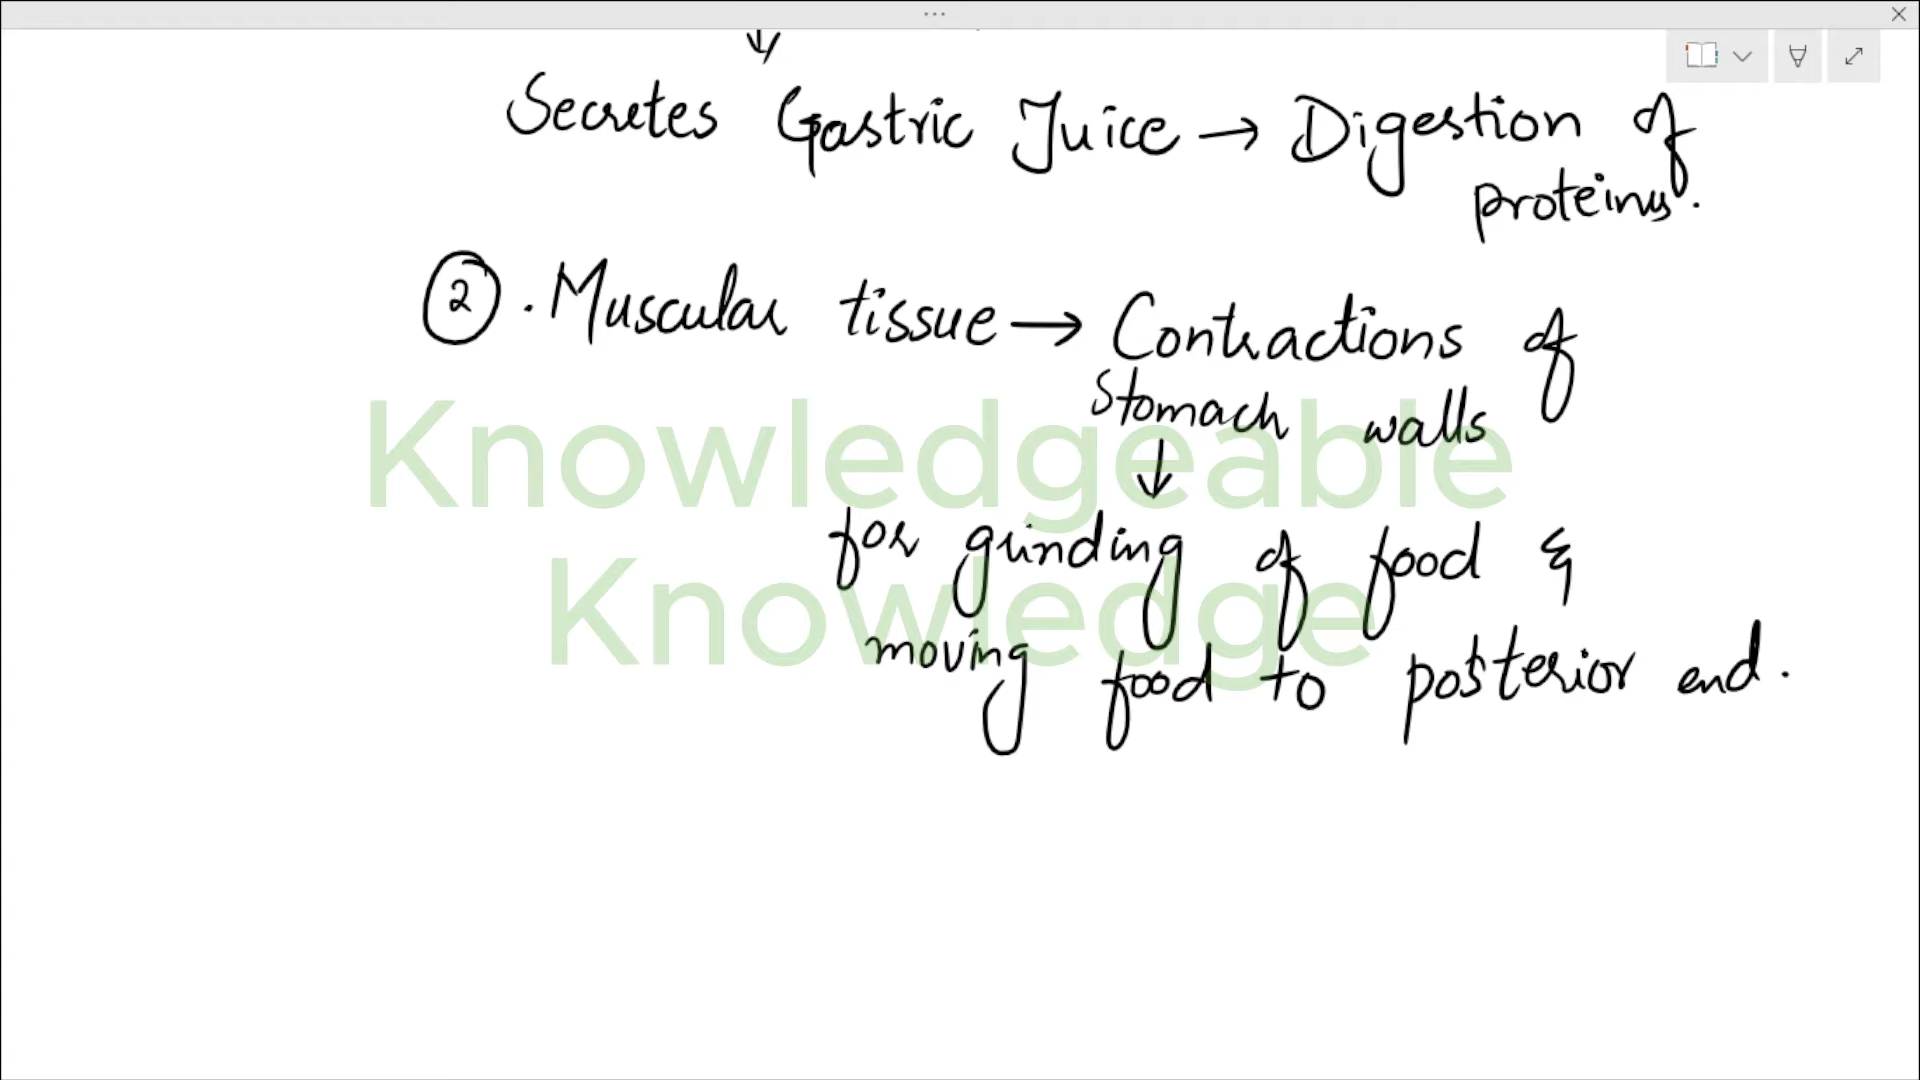 ↓
Secretes Gastric Juice → Digestion of
proteins.
② . Muscular tissue → Contractions of
Stomach walls
↓
for grinding of food &
moving food to posterior end.
Knowledgeable
Knowledge